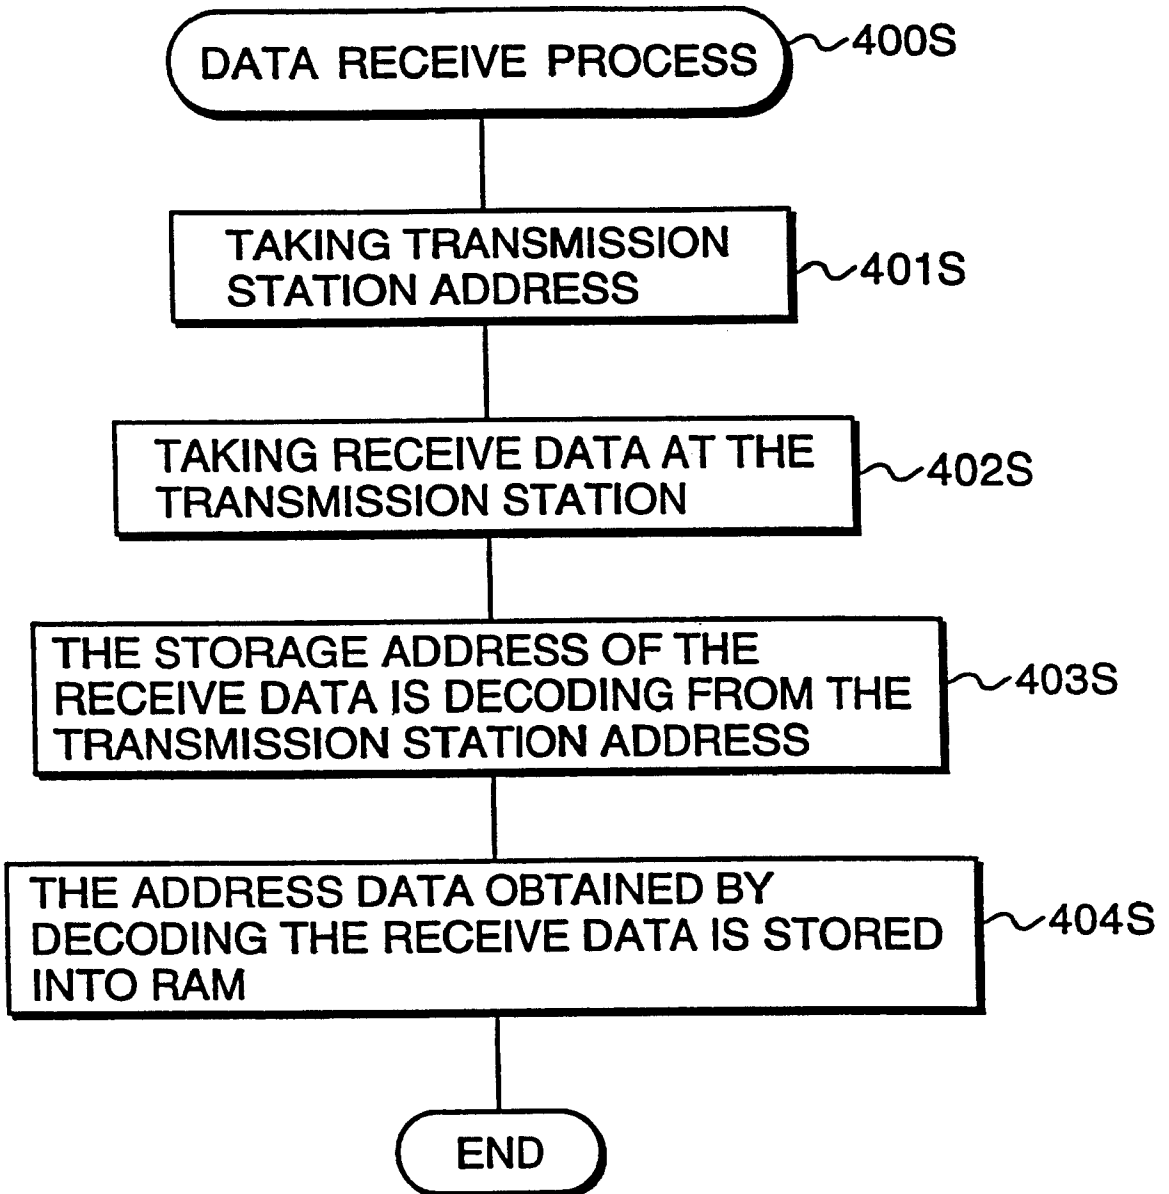 DATA RECEIVE PROCESS
400S
TAKING TRANSMISSION
STATION ADDRESS
401S
TAKING RECEIVE DATA AT THE
TRANSMISSION STATION
402S
THE STORAGE ADDRESS OF THE
RECEIVE DATA IS DECODING FROM THE
TRANSMISSION STATION ADDRESS
403S
THE ADDRESS DATA OBTAINED BY
DECODING THE RECEIVE DATA IS STORED
INTO RAM
404S
END